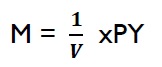 M = 1/V xPY